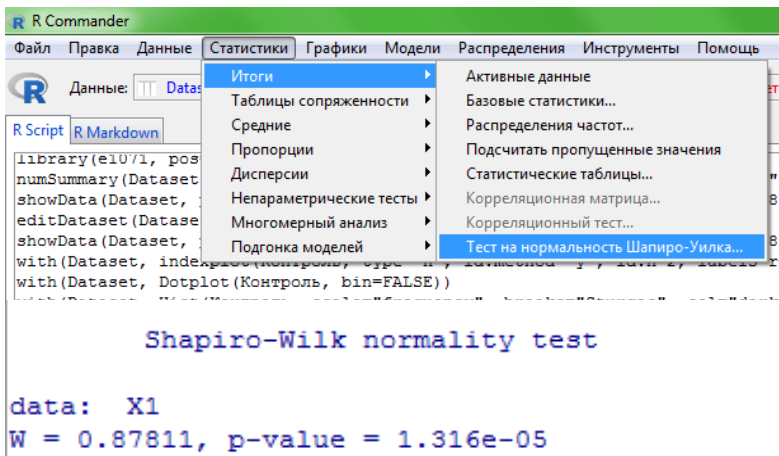 R Commander
Файл Правка Данные Статистики Графики Модели Распределения Инструменты Помощь
Данные: Datas
Итоги
Таблицы сопряженности
Средние
Пропорции
Дисперсии
Непараметрические тесты
Многомерный анализ
Подгонка моделей
Активные данные
Базовые статистики...
Распределения частот...
Подсчитать пропущенные значения
Статистические таблицы...
Корреляционная матрица...
Корреляционный тест...
Тест на нормальность Шапиро-Уилка...
R Script R Markdown
library(e1071, pos
numSummary(Dataset
showData(Dataset,
editDataset(Datase
showData(Dataset,
with(Dataset,
with(Dataset, Dotplot(Контроль, bin=FALSE))
Shapiro-Wilk normality test
data: X1
W = 0.87811, p-value = 1.316e-05